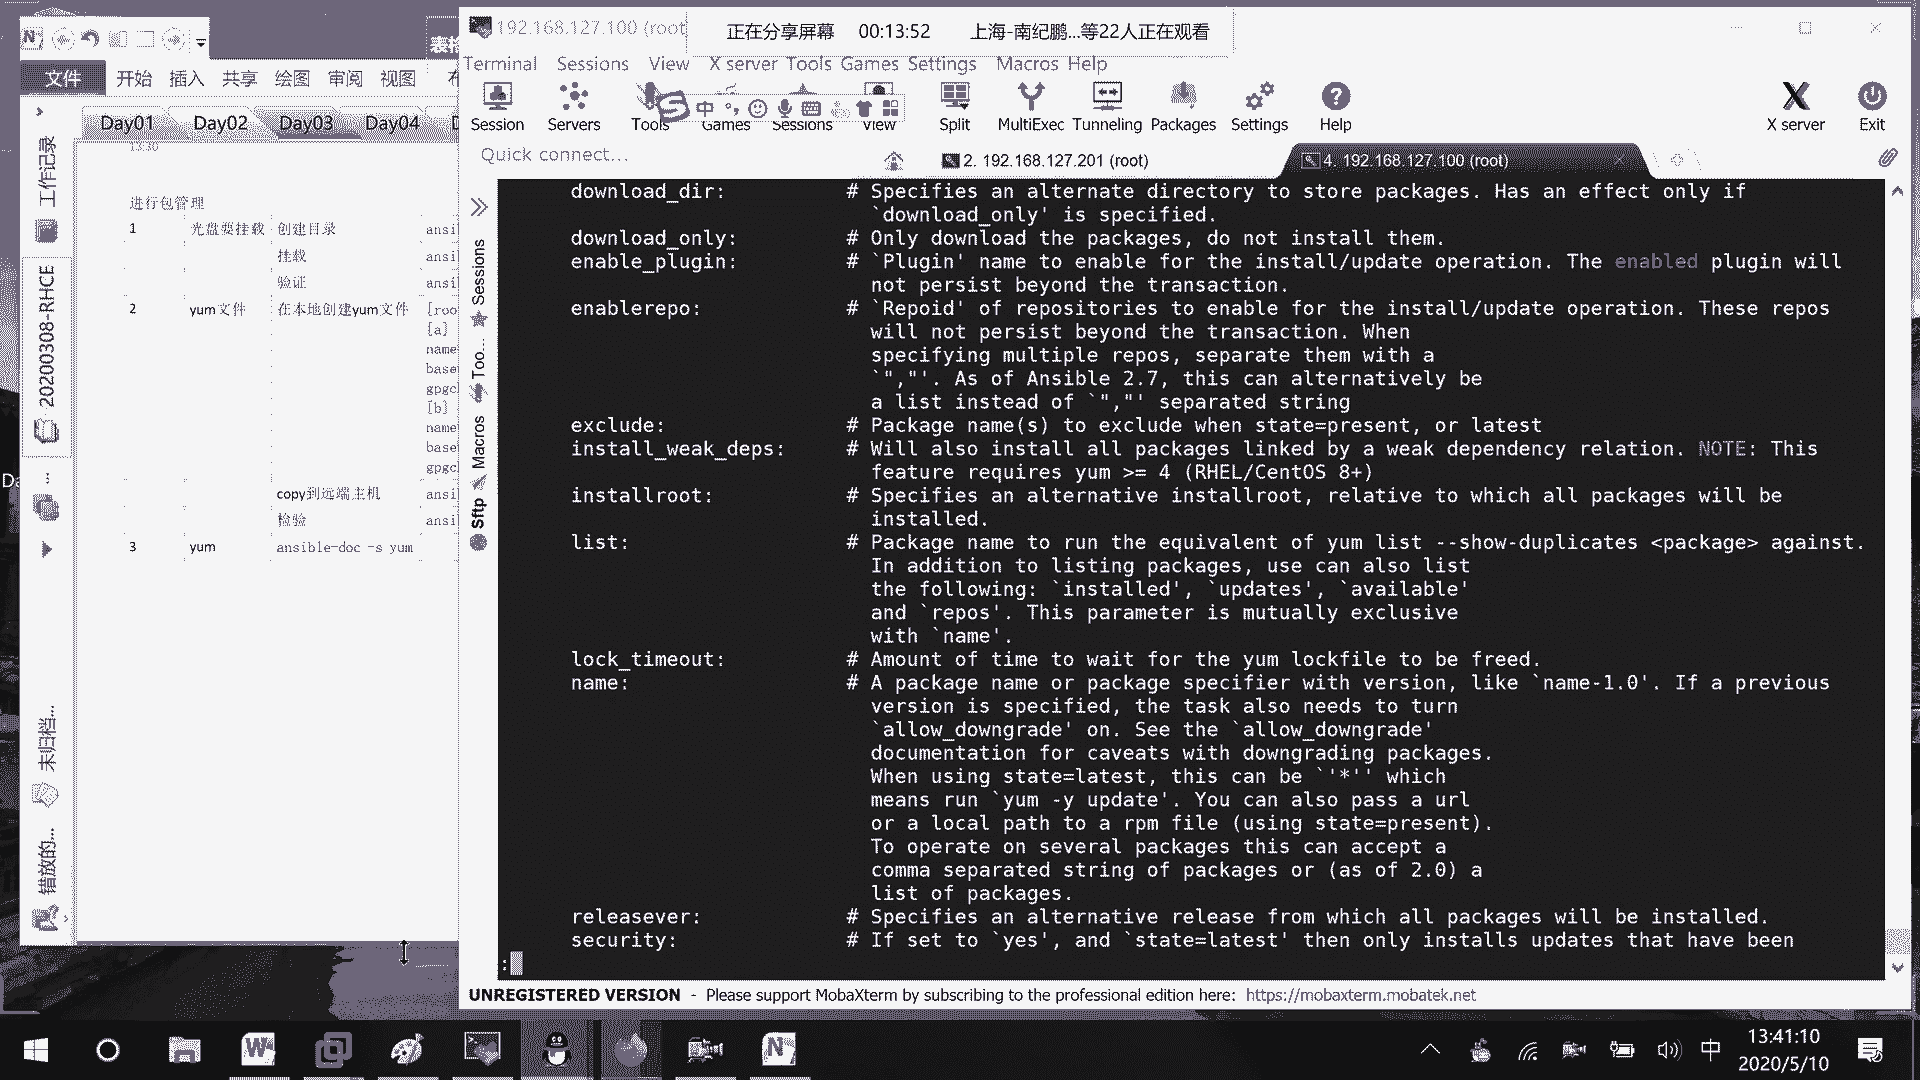 192.168.127.100 (root
正在分享屏幕 00:13:52 上海-南纪鹏...等22人正在观看
Terminal Sessions View X server Tools Games Settings Macros Help
Session Servers Tools Games Sessions View Split MultiExec Tunneling Packages Settings Help X server Exit
中
Quick connect...
2. 192.168.127.201 (root)
4. 192.168.127.100 (root)
文件 开始 插入 共享 绘图 审阅 视图
Day01 Day02 Day03 Day04
13:30
进行包管理
1 光盘要挂载 创建目录 ansi
挂载 ansi
验证 ansi
2 yum文件 在本地创建yum文件 [roo
[a]
name
base
gpgc
[b]
name
base
gpgc
copy到远端主机 ansi
检验 ansi
3 yum ansible-doc -s yum
工作记录
20200308-RHCE
...
未归档...
错放的...
Sessions
Too...
Macros
Sftp
download_dir: # Specifies an alternate directory to store packages. Has an effect only if
`download_only' is specified.
download_only: # Only download the packages, do not install them.
enable_plugin: # `Plugin' name to enable for the install/update operation. The enabled plugin will
not persist beyond the transaction.
enablerepo: # `Repoid' of repositories to enable for the install/update operation. These repos
will not persist beyond the transaction. When
specifying multiple repos, separate them with a
`","'. As of Ansible 2.7, this can alternatively be
a list instead of `","' separated string
exclude: # Package name(s) to exclude when state=present, or latest
install_weak_deps: # Will also install all packages linked by a weak dependency relation. NOTE: This
feature requires yum >= 4 (RHEL/CentOS 8+)
installroot: # Specifies an alternative installroot, relative to which all packages will be
installed.
list: # Package name to run the equivalent of yum list --show-duplicates <package> against.
In addition to listing packages, use can also list
the following: `installed', `updates', `available'
and `repos'. This parameter is mutually exclusive
with `name'.
lock_timeout: # Amount of time to wait for the yum lockfile to be freed.
name: # A package name or package specifier with version, like `name-1.0'. If a previous
version is specified, the task also needs to turn
`allow_downgrade' on. See the `allow_downgrade'
documentation for caveats with downgrading packages.
When using state=latest, this can be `'*'' which
means run `yum -y update'. You can also pass a url
or a local path to a rpm file (using state=present).
To operate on several packages this can accept a
comma separated string of packages or (as of 2.0) a
list of packages.
releasever: # Specifies an alternative release from which all packages will be installed.
security: # If set to `yes', and `state=latest' then only installs updates that have been
:
UNREGISTERED VERSION - Please support MobaXterm by subscribing to the professional edition here: https://mobaxterm.mobatek.net
中
13:41:10
2020/5/10